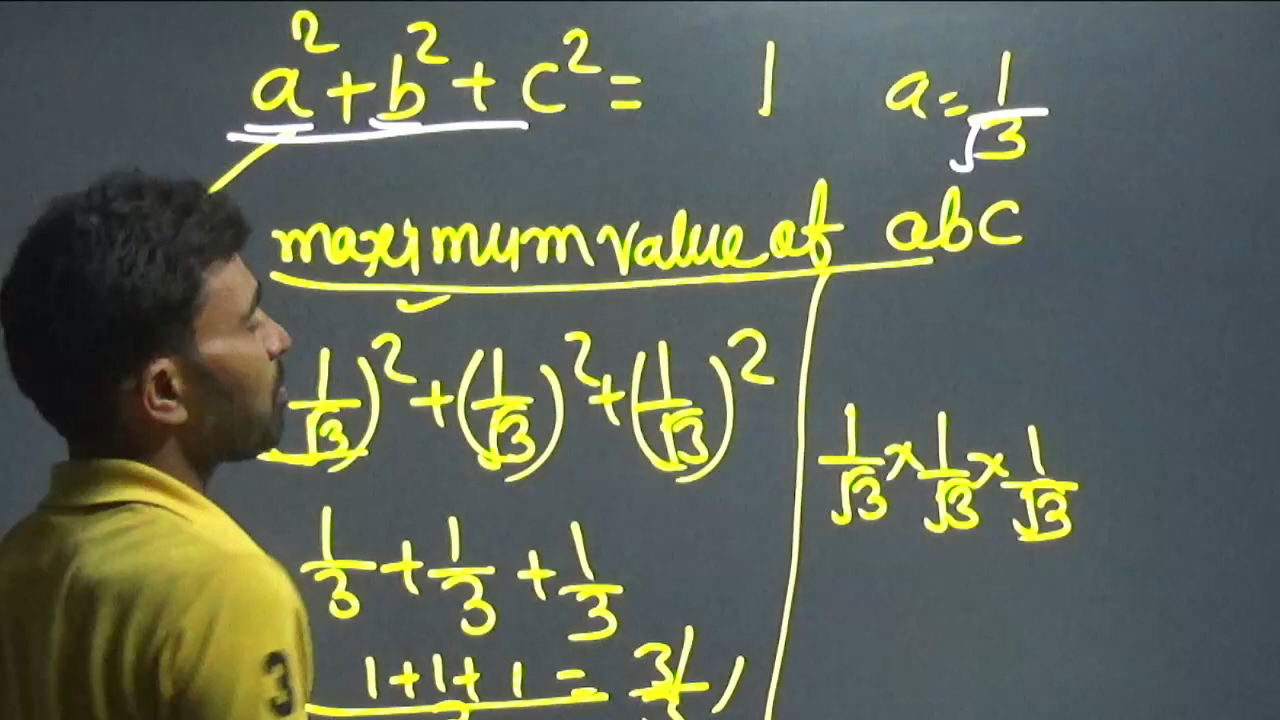 a² + b² + c² = 1 a = 1/√3
maximum value of abc
1/√3)² + (1/√3)² + (1/√3)²
1/√3 × 1/√3 × 1/√3
1/3 + 1/3 + 1/3
1+1+1 = 3/
3